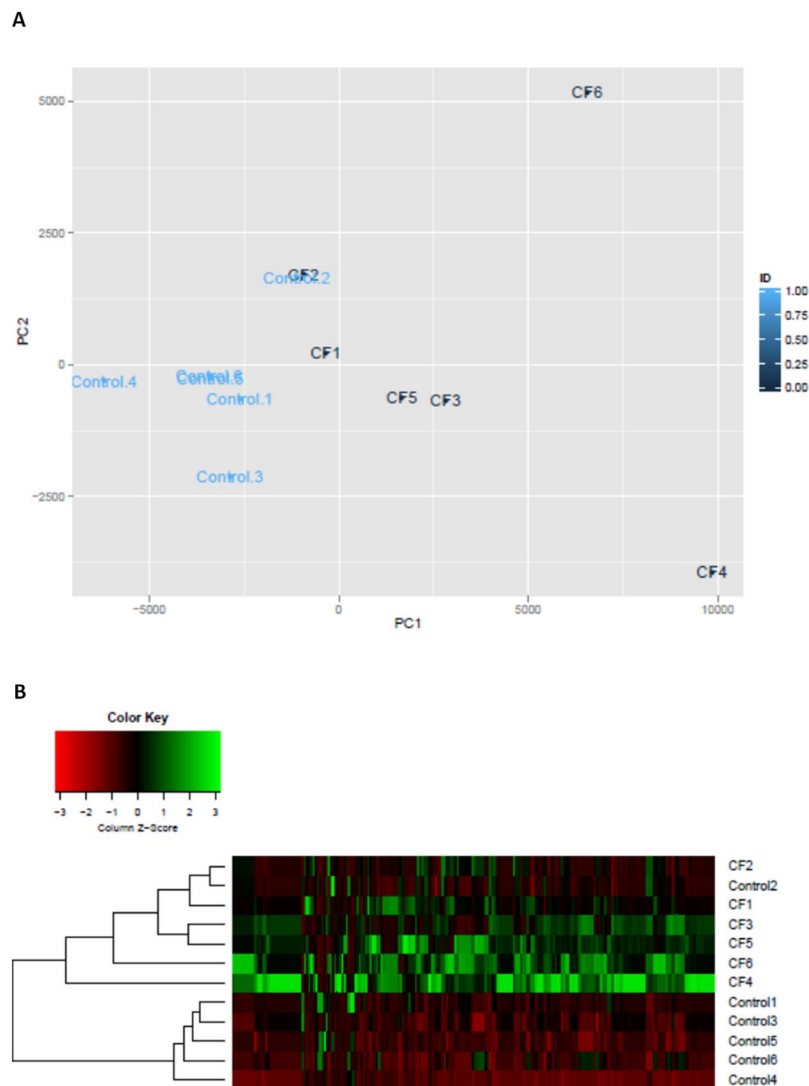 A
5000
2500
0
−2500
PC2
−5000
0
5000
10000
PC1
CF6
CF2
Control.2
CF1
Control.4
Control.1
CF5
CF3
Control.3
CF4
ID
1.00
0.75
0.50
0.25
0.00
B
Color Key
−3 −2 −1 0 1 2 3
Column Z-Score
CF2
Control2
CF1
CF3
CF5
CF6
CF4
Control1
Control3
Control5
Control6
Control4